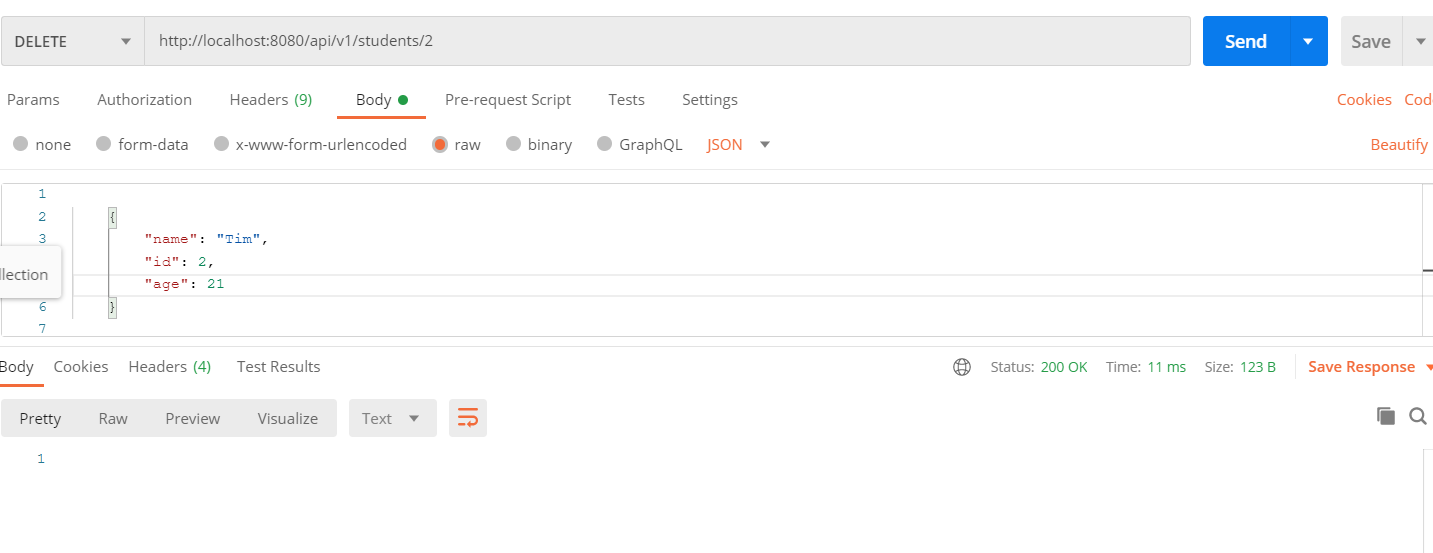 DELETE http://localhost:8080/api/v1/students/2 Send Save
Params Authorization Headers (9) Body Pre-request Script Tests Settings Cookies
none form-data x-www-form-urlencoded raw binary GraphQL JSON Beautify
1
2 {
3 "name": "Tim",
"id": 2,
"age": 21
6 }
7
Body Cookies Headers (4) Test Results Status: 200 OK Time: 11 ms Size: 123 B Save Response
Pretty Raw Preview Visualize Text
1